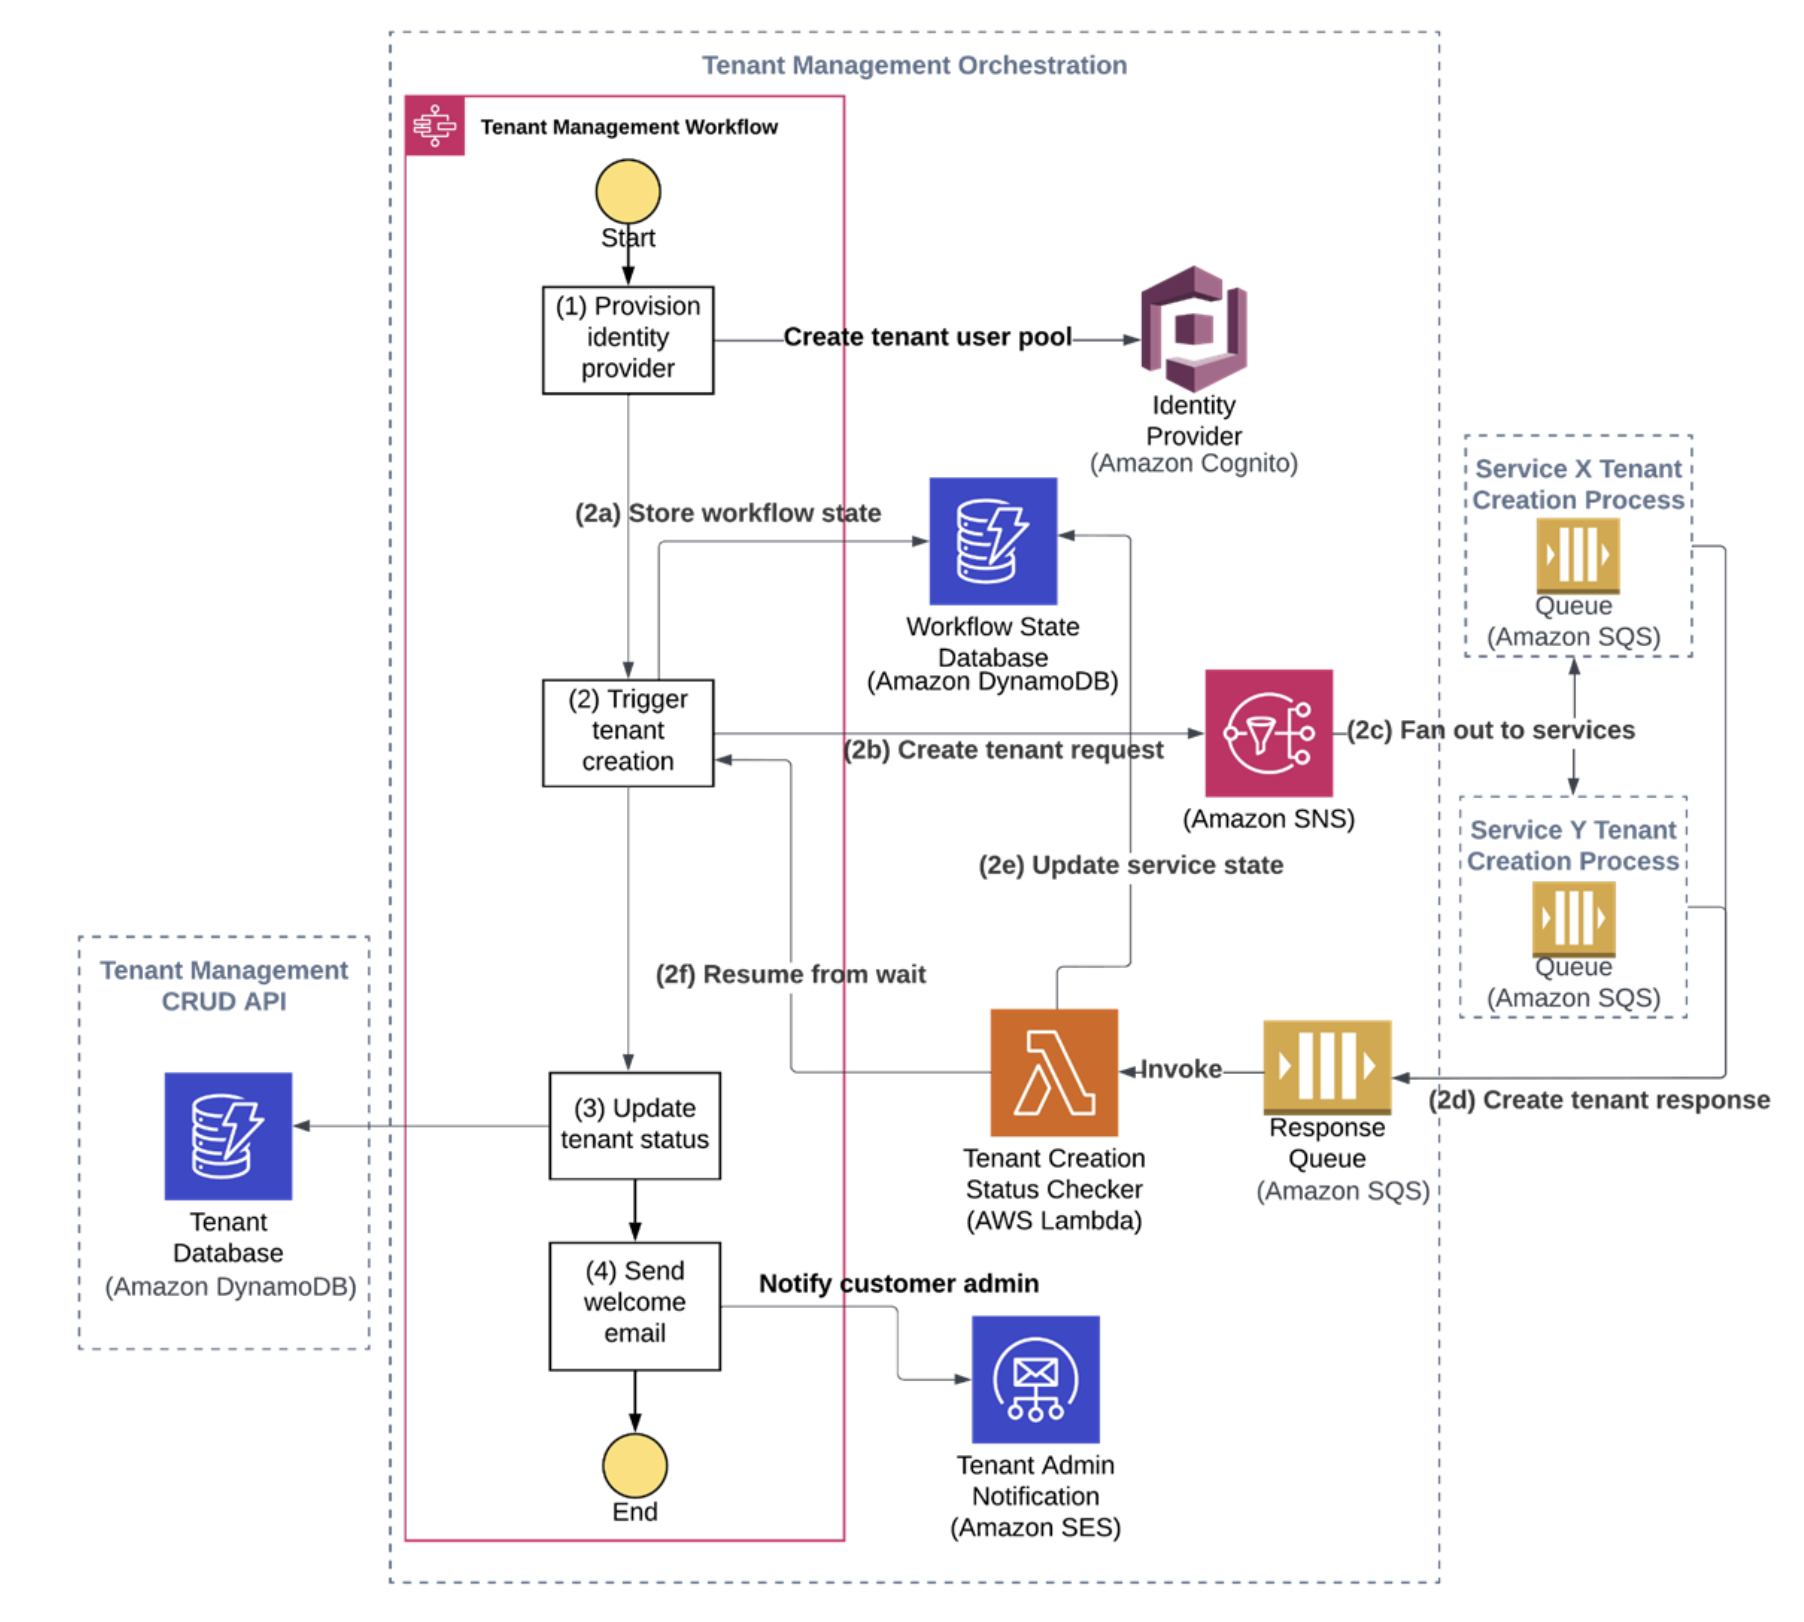 Tenant Management Orchestration
Tenant Management Workflow
Start
(1) Provision
identity
provider
Create tenant user pool
Identity
Provider
(Amazon Cognito)
(2a) Store workflow state
Workflow State
Database
(Amazon DynamoDB)
Service X Tenant
Creation Process
Queue
(Amazon SQS)
(2) Trigger
tenant
creation
(2b) Create tenant request
(Amazon SNS)
(2c) Fan out to services
Service Y Tenant
Creation Process
Queue
(Amazon SQS)
(2e) Update service state
(2f) Resume from wait
Tenant Management
CRUD API
Tenant
Database
(Amazon DynamoDB)
(3) Update
tenant status
Invoke
Tenant Creation
Status Checker
(AWS Lambda)
Response
Queue
(Amazon SQS)
(2d) Create tenant response
(4) Send
welcome
email
Notify customer admin
Tenant Admin
Notification
(Amazon SES)
End